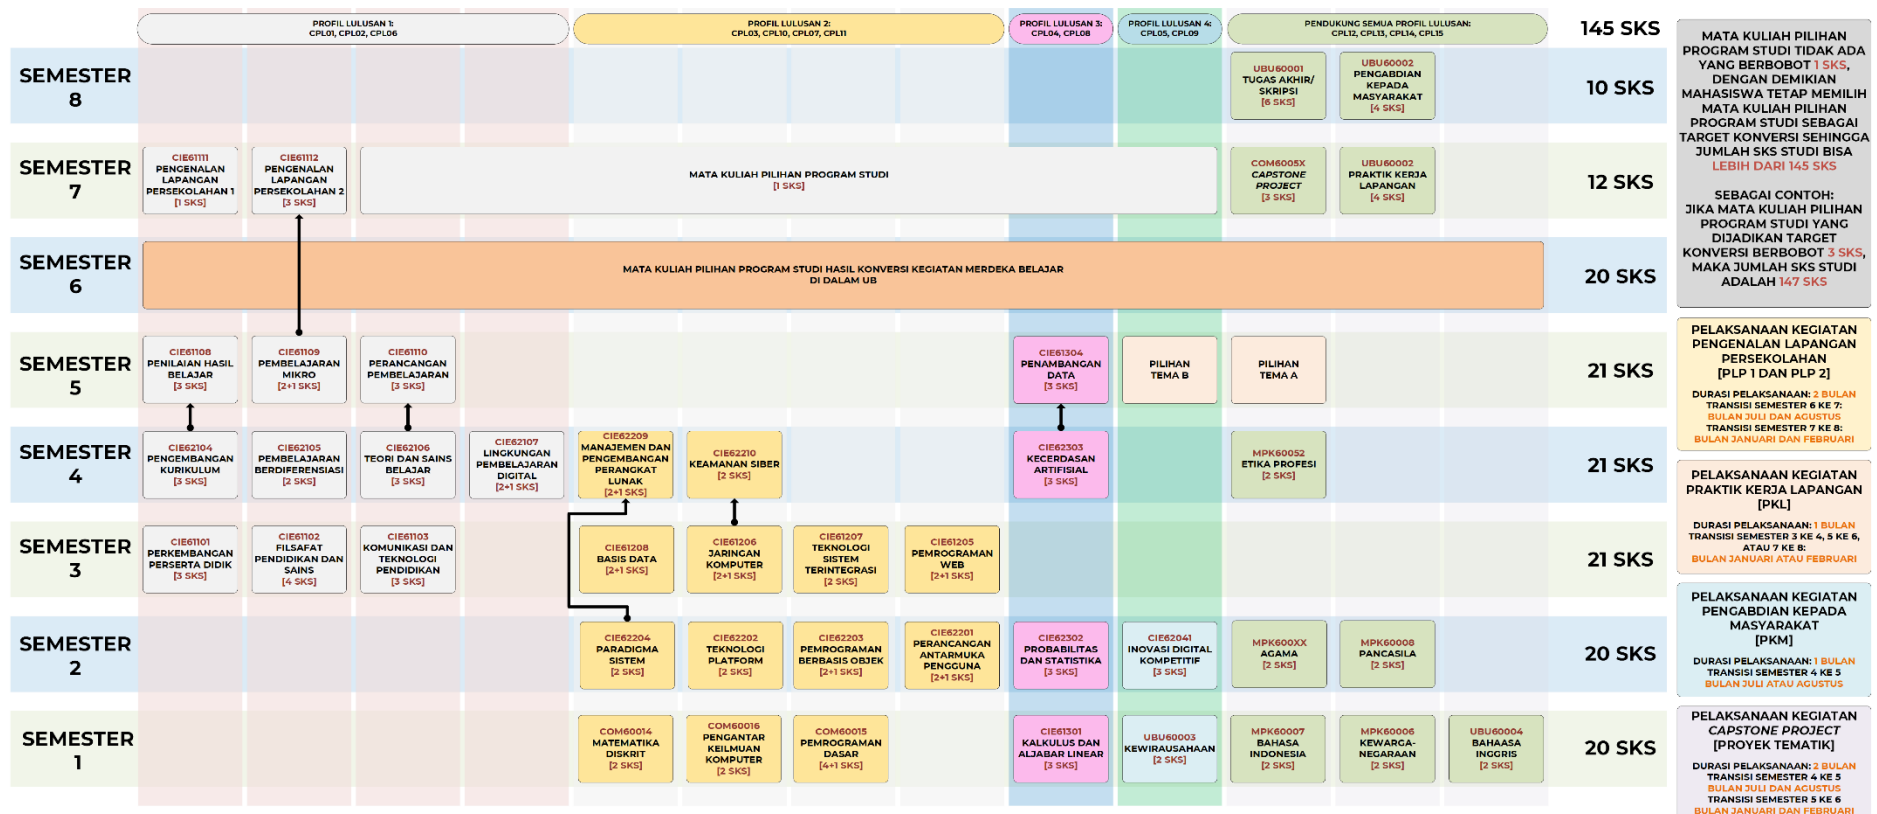 PROFIL LULUSAN 1:
CPL01, CPL02, CPL06
PROFIL LULUSAN 2:
CPL03, CPL10, CPL07, CPL11
PROFIL LULUSAN 3:
CPL04, CPL08
PROFIL LULUSAN 4:
CPL05, CPL09
PENDUKUNG SEMUA PROFIL LULUSAN:
CPL12, CPL13, CPL14, CPL15
145 SKS
SEMESTER
8
UBU60001
TUGAS AKHIR/
SKRIPSI
[6 SKS]
UBU60002
PENGABDIAN
KEPADA
MASYARAKAT
[4 SKS]
10 SKS
SEMESTER
7
CIE61111
PENGENALAN
LAPANGAN
PERSEKOLAHAN 1
[1 SKS]
CIE61112
PENGENALAN
LAPANGAN
PERSEKOLAHAN 2
[3 SKS]
MATA KULIAH PILIHAN PROGRAM STUDI
[1 SKS]
COM6005X
CAPSTONE
PROJECT
[3 SKS]
UBU60002
PRAKTIK KERJA
LAPANGAN
[4 SKS]
12 SKS
SEMESTER
6
MATA KULIAH PILIHAN PROGRAM STUDI HASIL KONVERSI KEGIATAN MERDEKA BELAJAR
DI DALAM UB
20 SKS
SEMESTER
5
CIE61108
PENILAIAN HASIL
BELAJAR
[3 SKS]
CIE61109
PEMBELAJARAN
MIKRO
[2+1 SKS]
CIE61110
PERANCANGAN
PEMBELAJARAN
[3 SKS]
CIE61304
PENAMBANGAN
DATA
[3 SKS]
PILIHAN
TEMA B
PILIHAN
TEMA A
21 SKS
SEMESTER
4
CIE62104
PENGEMBANGAN
KURIKULUM
[3 SKS]
CIE62105
PEMBELAJARAN
BERDIFERENSIASI
[2 SKS]
CIE62106
TEORI DAN SAINS
BELAJAR
[3 SKS]
CIE62107
LINGKUNGAN
PEMBELAJARAN
DIGITAL
[2+1 SKS]
CIE62209
MANAJEMEN DAN
PENGEMBANGAN
PERANGKAT
LUNAK
[2+1 SKS]
CIE62210
KEAMANAN SIBER
[2 SKS]
CIE62303
KECERDASAN
ARTIFISIAL
[3 SKS]
MPK60052
ETIKA PROFESI
[2 SKS]
21 SKS
SEMESTER
3
CIE61101
PERKEMBANGAN
PERSERTA DIDIK
[3 SKS]
CIE61102
FILSAFAT
PENDIDIKAN DAN
SAINS
[4 SKS]
CIE61103
KOMUNIKASI DAN
TEKNOLOGI
PENDIDIKAN
[3 SKS]
CIE61208
BASIS DATA
[2+1 SKS]
CIE61206
JARINGAN
KOMPUTER
[2+1 SKS]
CIE61207
TEKNOLOGI
SISTEM
TERINTEGRASI
[2 SKS]
CIE61205
PEMROGRAMAN
WEB
[2+1 SKS]
21 SKS
SEMESTER
2
CIE62204
PARADIGMA
SISTEM
[2 SKS]
CIE62202
TEKNOLOGI
PLATFORM
[2 SKS]
CIE62203
PEMROGRAMAN
BERBASIS OBJEK
[2+1 SKS]
CIE62201
PERANCANGAN
ANTARMUKA
PENGGUNA
[2+1 SKS]
CIE62302
PROBABILITAS
DAN STATISTIKA
[3 SKS]
CIE62041
INOVASI DIGITAL
KOMPETITIF
[3 SKS]
MPK600XX
AGAMA
[2 SKS]
MPK60008
PANCASILA
[2 SKS]
20 SKS
SEMESTER
1
COM60014
MATEMATIKA
DISKRIT
[2 SKS]
COM60016
PENGANTAR
KEILMUAN
KOMPUTER
[2 SKS]
COM60015
PEMROGRAMAN
DASAR
[4+1 SKS]
CIE61301
KALKULUS DAN
ALJABAR LINEAR
[3 SKS]
UBU60003
KEWIRAUSAHAAN
[2 SKS]
MPK60007
BAHASA
INDONESIA
[2 SKS]
MPK60006
KEWARGA-
NEGARAAN
[2 SKS]
UBU60004
BAHAASA
INGGRIS
[2 SKS]
20 SKS
MATA KULIAH PILIHAN
PROGRAM STUDI TIDAK ADA
YANG BERBOBOT 1 SKS,
DENGAN DEMIKIAN
MAHASISWA TETAP MEMILIH
MATA KULIAH PILIHAN
PROGRAM STUDI SEBAGAI
TARGET KONVERSI SEHINGGA
JUMLAH SKS STUDI BISA
LEBIH DARI 145 SKS
SEBAGAI CONTOH:
JIKA MATA KULIAH PILIHAN
PROGRAM STUDI YANG
DIJADIKAN TARGET
KONVERSI BERBOBOT 3 SKS,
MAKA JUMLAH SKS STUDI
ADALAH 147 SKS
PELAKSANAAN KEGIATAN
PENGENALAN LAPANGAN
PERSEKOLAHAN
[PLP 1 DAN PLP 2]
DURASI PELAKSANAAN: 2 BULAN
TRANSISI SEMESTER 6 KE 7:
BULAN JULI DAN AGUSTUS
TRANSISI SEMESTER 7 KE 8:
BULAN JANUARI DAN FEBRUARI
PELAKSANAAN KEGIATAN
PRAKTIK KERJA LAPANGAN
[PKL]
DURASI PELAKSANAAN: 1 BULAN
TRANSISI SEMESTER 3 KE 4, 5 KE 6,
ATAU 7 KE 8:
BULAN JANUARI ATAU FEBRUARI
PELAKSANAAN KEGIATAN
PENGABDIAN KEPADA
MASYARAKAT
[PKM]
DURASI PELAKSANAAN: 1 BULAN
TRANSISI SEMESTER 4 KE 5
BULAN JULI ATAU AGUSTUS
PELAKSANAAN KEGIATAN
CAPSTONE PROJECT
[PROYEK TEMATIK]
DURASI PELAKSANAAN: 2 BULAN
TRANSISI SEMESTER 4 KE 5
BULAN JULI DAN AGUSTUS
TRANSISI SEMESTER 5 KE 6
BULAN JANUARI DAN FEBRUARI